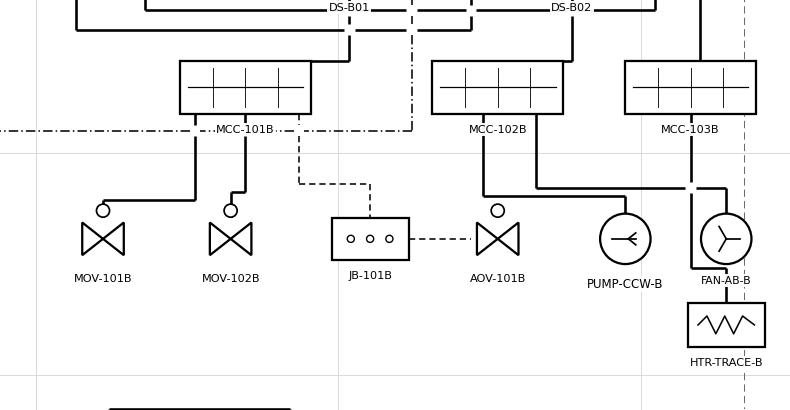 DS-B01
DS-B02
MCC-101B
MCC-102B
MCC-103B
MOV-101B
MOV-102B
JB-101B
AOV-101B
PUMP-CCW-B
FAN-AB-B
HTR-TRACE-B